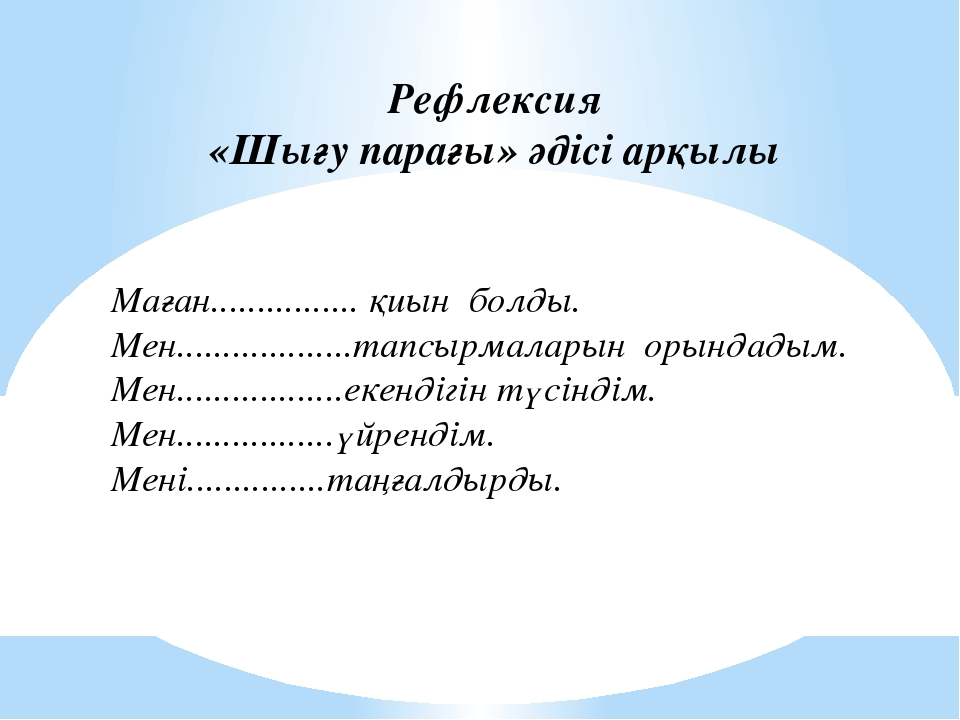 Рефлексия
«Шығу парағы» әдісі арқылы
Маған................ қиын болды.
Мен...................тапсырмаларын орындадым.
Мен..................екендігін түсіндім.
Мен.................үйрендім.
Мені...............таңғалдырды.